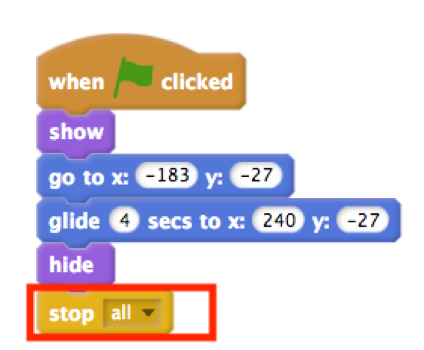 when clicked
show
go to x: -183 y: -27
glide 4 secs to x: 240 y: -27
hide
stop all